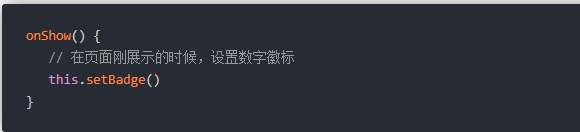 onShow() {
// 在页面刚展示的时候，设置数字徽标
this.setBadge()
}